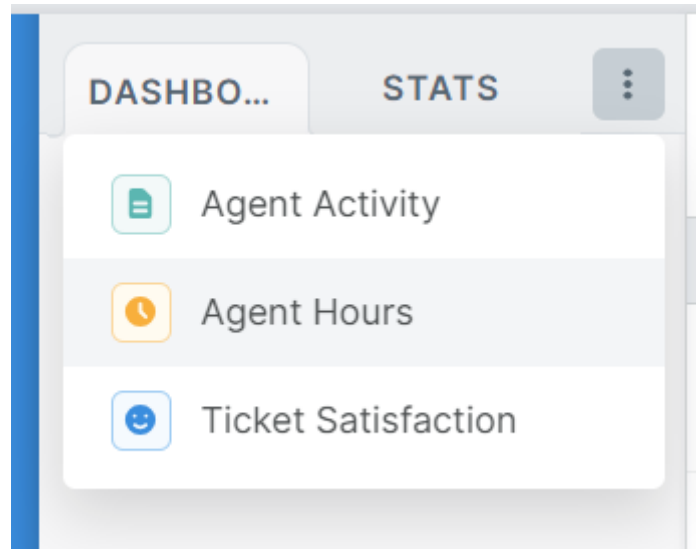 DASHBO...
STATS
Agent Activity
Agent Hours
Ticket Satisfaction